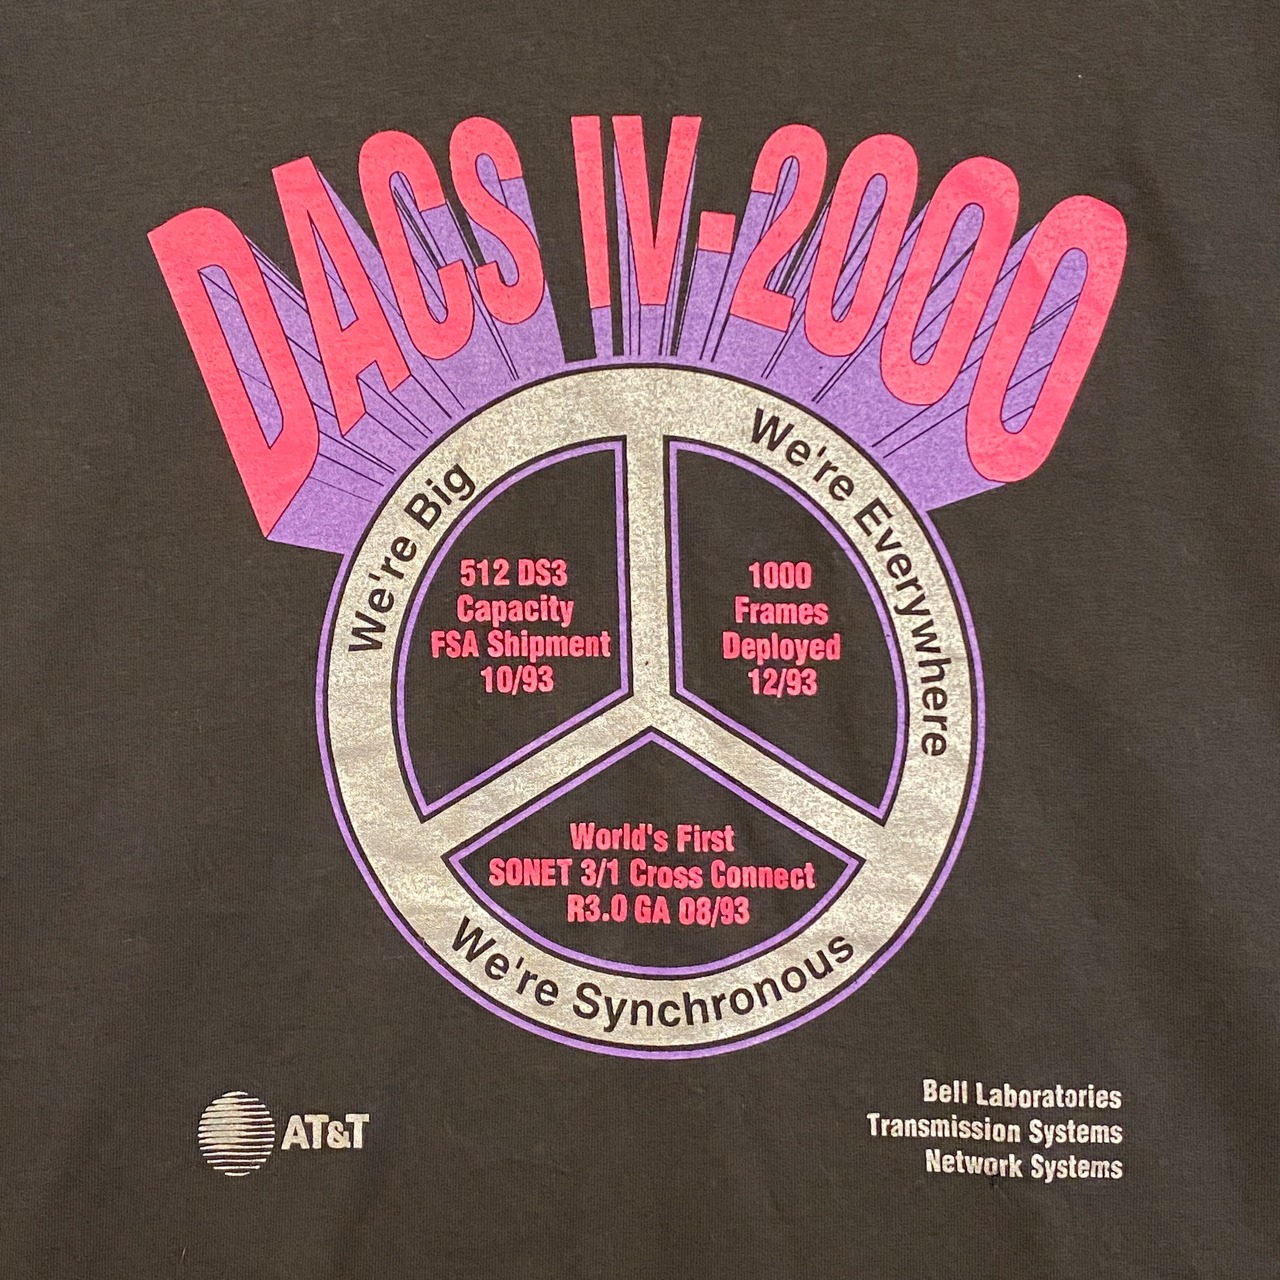 DACS IV-2000
We're Big
We're Everywhere
512 DS3
Capacity
FSA Shipment
10/93
1000
Frames
Deployed
12/93
World's First
SONET 3/1 Cross Connect
R3.0 GA 08/93
We're Synchronous
AT&T
Bell Laboratories
Transmission Systems
Network Systems